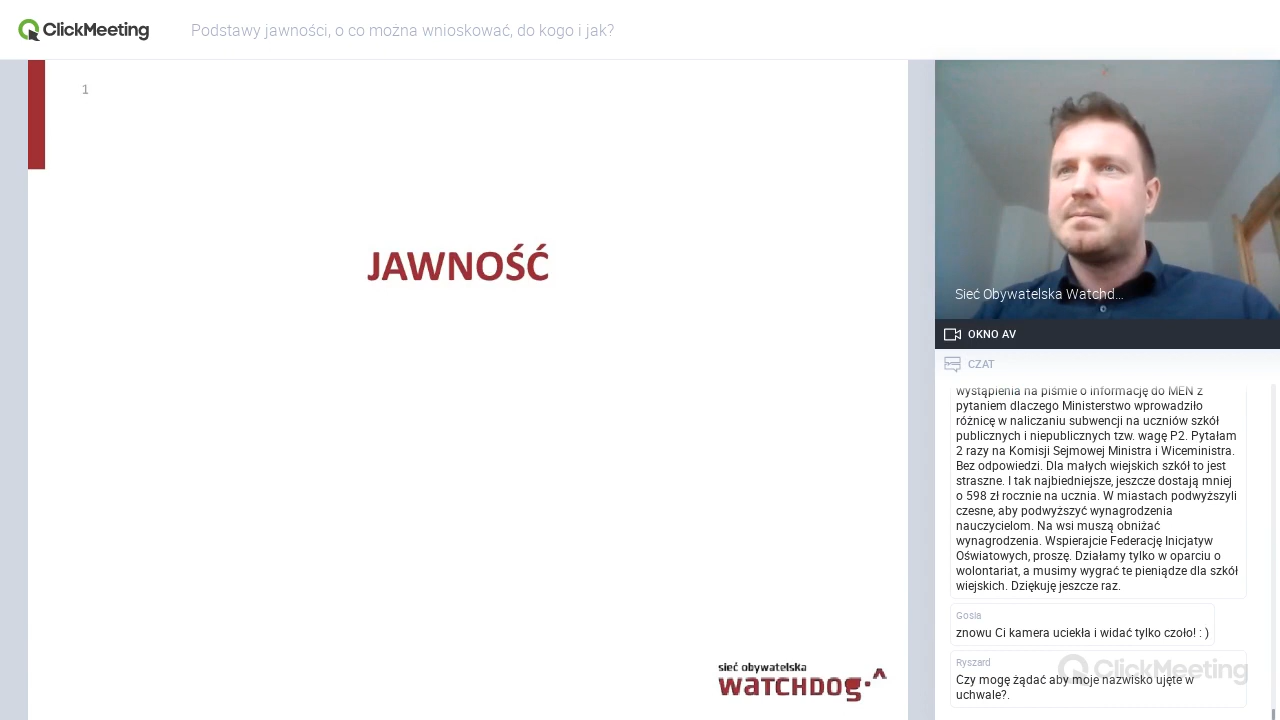 ClickMeeting
Podstawy jawności, o co można wnioskować, do kogo i jak?
1
JAWNOŚĆ
sieć obywatelska
WATCHDOG
Sieć Obywatelska Watchd...
OKNO AV
CZAT
wystąpienia na piśmie o informację do MEN z
pytaniem dlaczego Ministerstwo wprowadziło
różnicę w naliczaniu subwencji na uczniów szkół
publicznych i niepublicznych tzw. wagę P2. Pytałam
2 razy na Komisji Sejmowej Ministra i Wiceministra.
Bez odpowiedzi. Dla małych wiejskich szkół to jest
straszne. I tak najbiedniejsze, jeszcze dostają mniej
o 598 zł rocznie na ucznia. W miastach podwyższyli
czesne, aby podwyższyć wynagrodzenia
nauczycielom. Na wsi muszą obniżać
wynagrodzenia. Wspierajcie Federację Inicjatyw
Oświatowych, proszę. Działamy tylko w oparciu o
wolontariat, a musimy wygrać te pieniądze dla szkół
wiejskich. Dziękuję jeszcze raz.
Gosia
znowu Ci kamera uciekła i widać tylko czoło! : )
Ryszard
Czy mogę żądać aby moje nazwisko ujęte w
uchwale?.
ClickMeeting